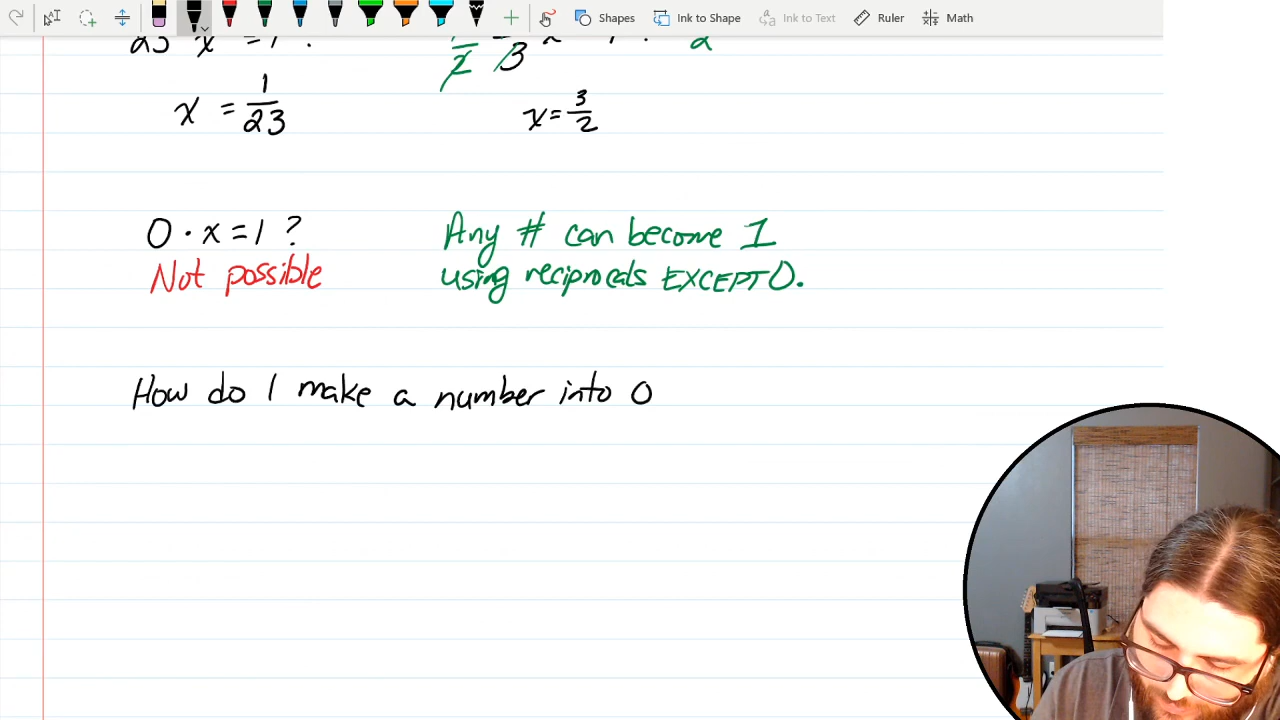 Shapes Ink to Shape Ink to Text Ruler Math
x = 1/23
x = 3/2
0 · x = 1 ?
Not possible
Any # can become 1
using reciprocals EXCEPT 0.
How do I make a number into 0